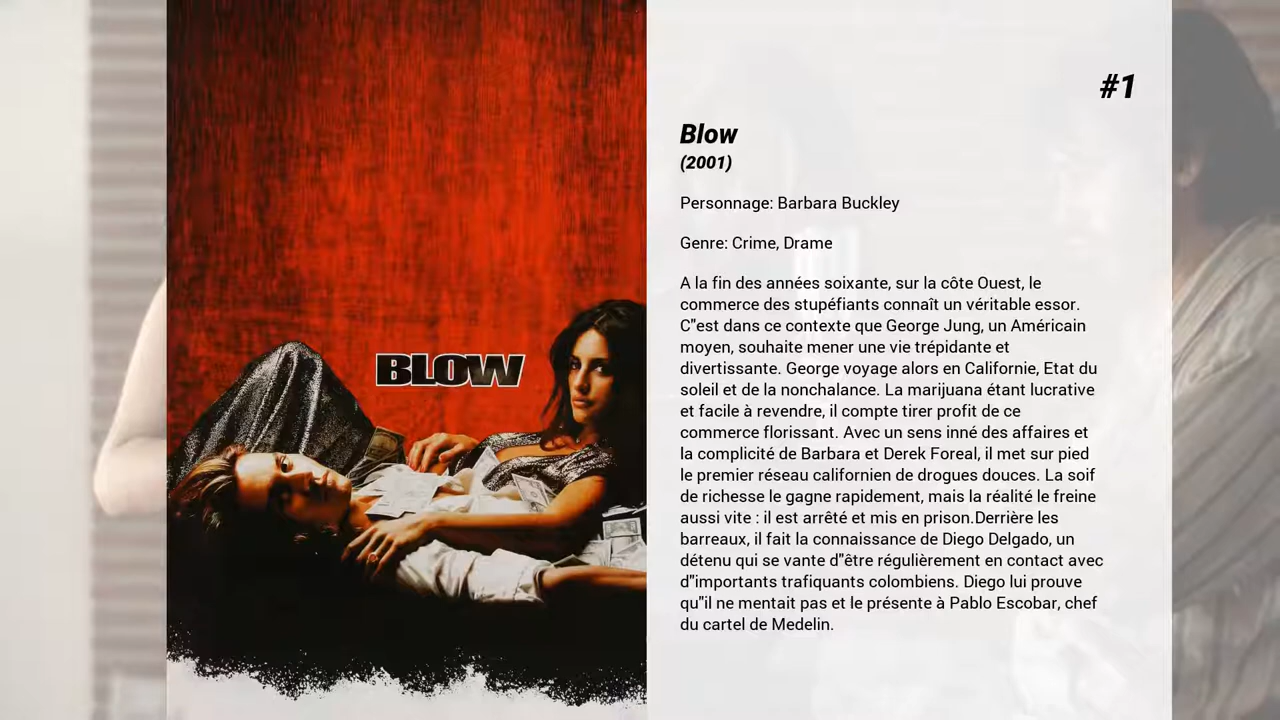 #1
Blow
(2001)
Personnage: Barbara Buckley
Genre: Crime, Drame
A la fin des années soixante, sur la côte Ouest, le
commerce des stupéfiants connaît un véritable essor.
C"est dans ce contexte que George Jung, un Américain
moyen, souhaite mener une vie trépidante et
divertissante. George voyage alors en Californie, Etat du
soleil et de la nonchalance. La marijuana étant lucrative
et facile à revendre, il compte tirer profit de ce
commerce florissant. Avec un sens inné des affaires et
la complicité de Barbara et Derek Foreal, il met sur pied
le premier réseau californien de drogues douces. La soif
de richesse le gagne rapidement, mais la réalité le freine
aussi vite : il est arrêté et mis en prison.Derrière les
barreaux, il fait la connaissance de Diego Delgado, un
détenu qui se vante d"être régulièrement en contact avec
d"importants trafiquants colombiens. Diego lui prouve
qu"il ne mentait pas et le présente à Pablo Escobar, chef
du cartel de Medelin.
BLOW